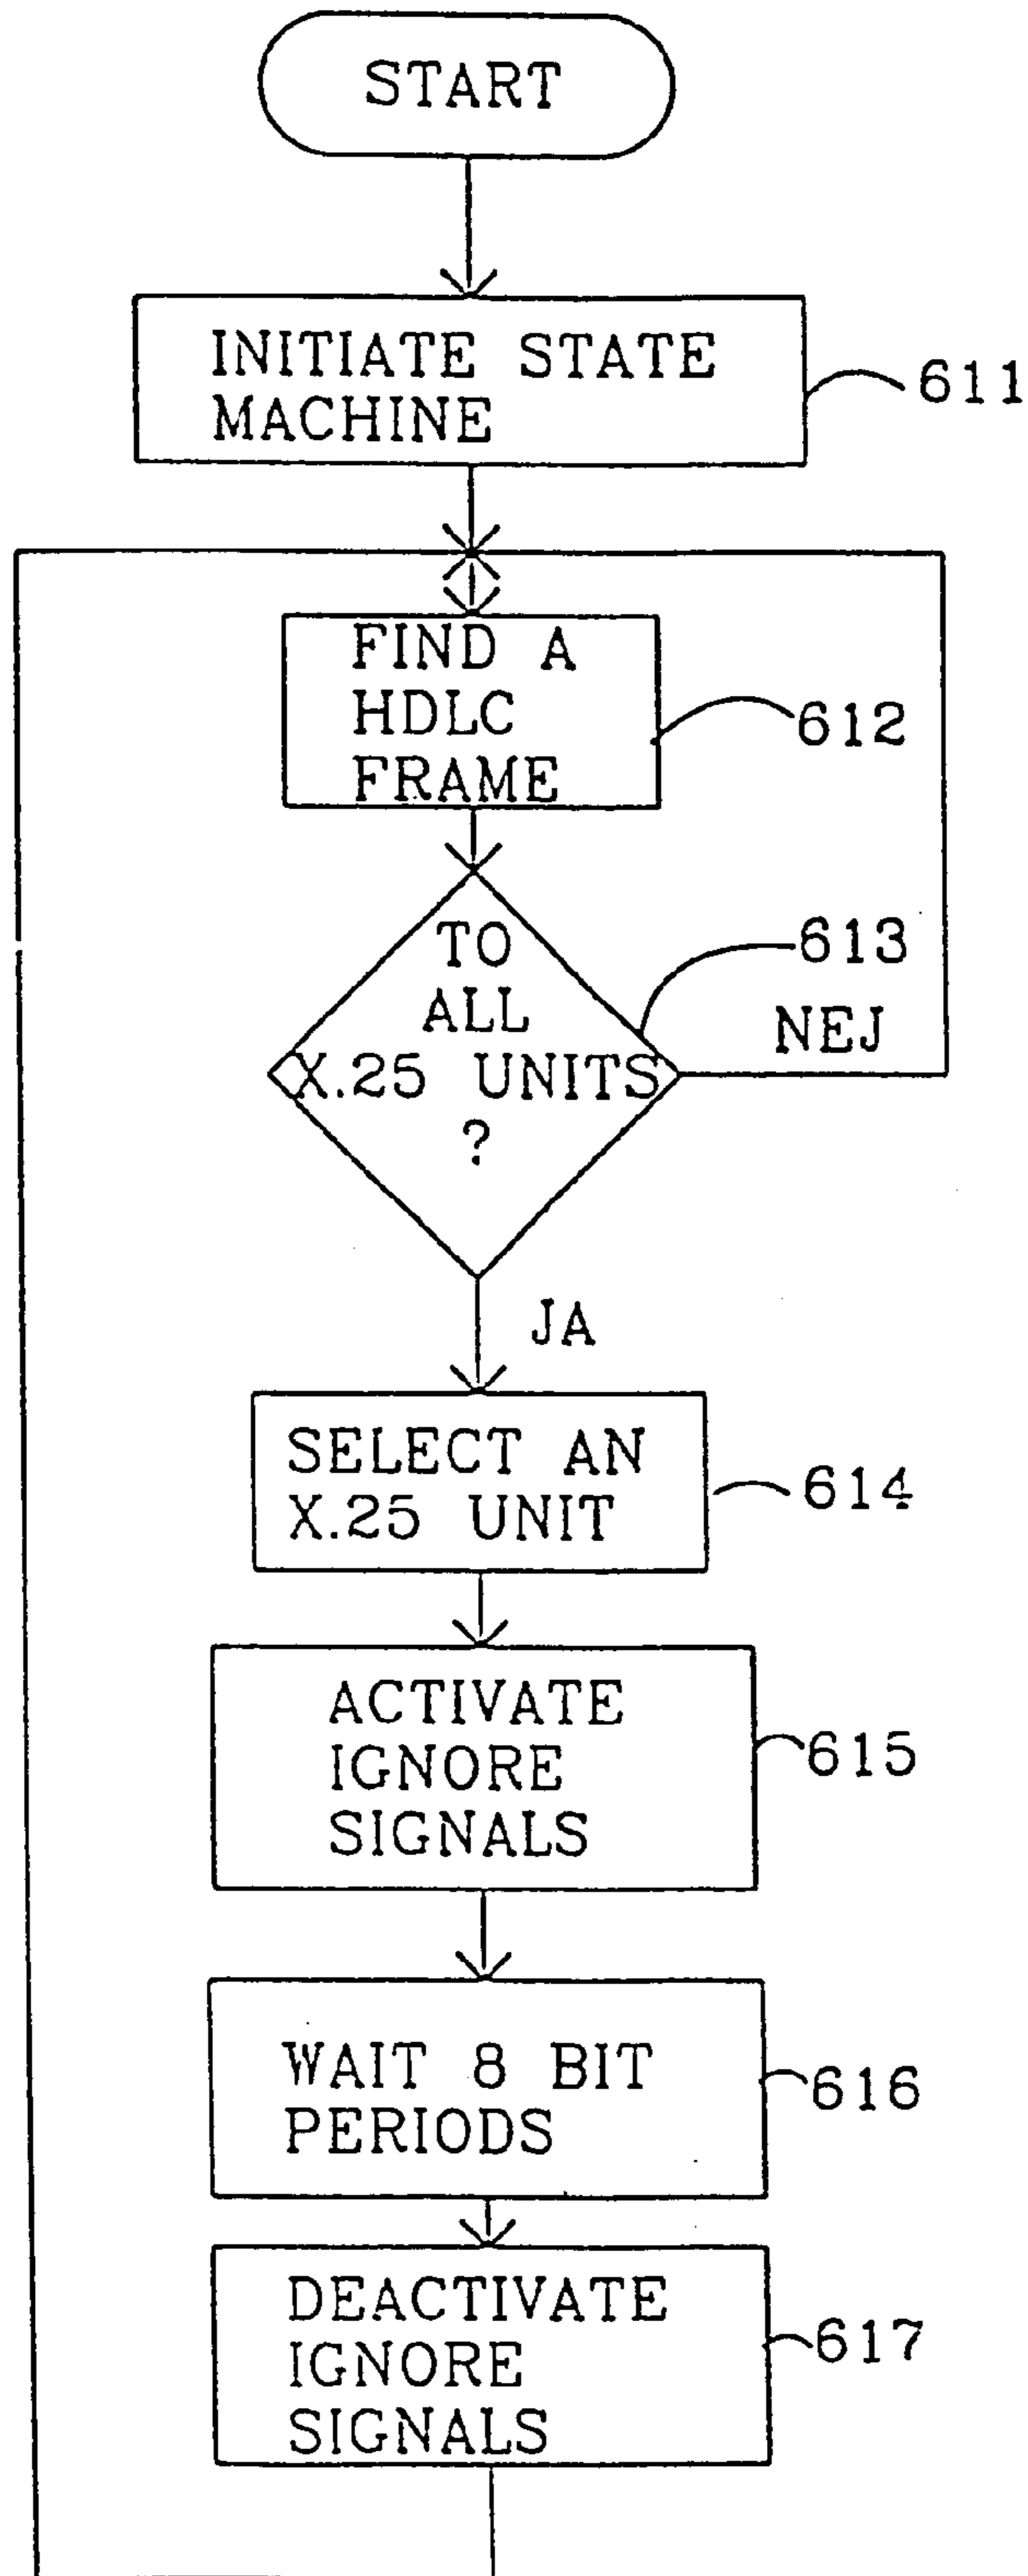 START
INITIATE STATE
MACHINE
611
FIND A
HDLC
FRAME
612
TO
ALL
X.25 UNITS
?
613
NEJ
JA
SELECT AN
X.25 UNIT
614
ACTIVATE
IGNORE
SIGNALS
615
WAIT 8 BIT
PERIODS
616
DEACTIVATE
IGNORE
SIGNALS
617